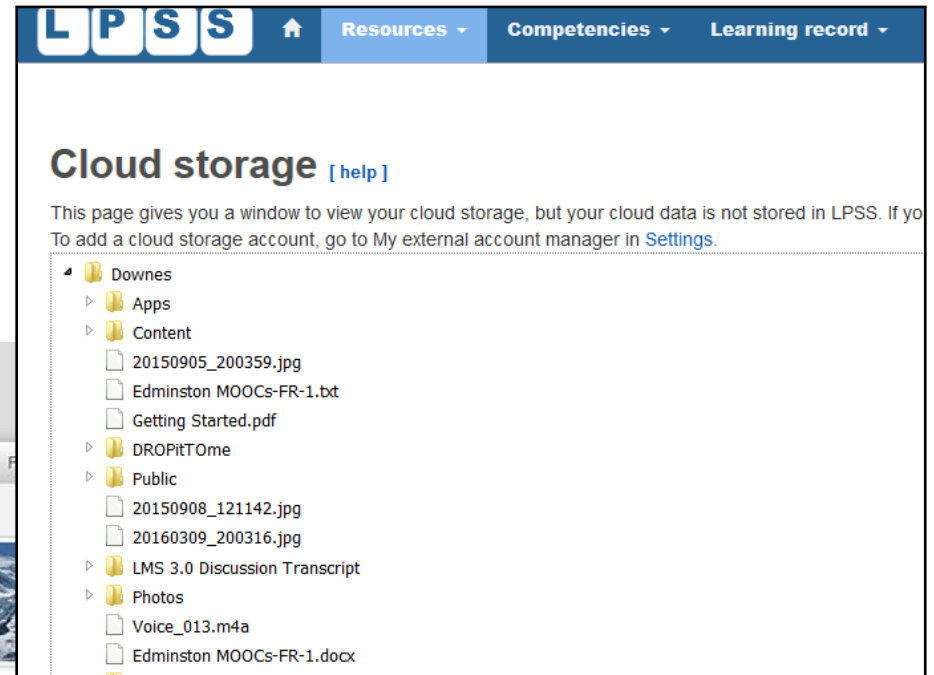 LPSS Resources Competencies Learning record
Cloud storage [ help ]
This page gives you a window to view your cloud storage, but your cloud data is not stored in LPSS. If yo
To add a cloud storage account, go to My external account manager in Settings.
Downes
Apps
Content
20150905_200359.jpg
Edminston MOOCs-FR-1.txt
Getting Started.pdf
DROPitTOme
Public
20150908_121142.jpg
20160309_200316.jpg
LMS 3.0 Discussion Transcript
Photos
Voice_013.m4a
Edminston MOOCs-FR-1.docx